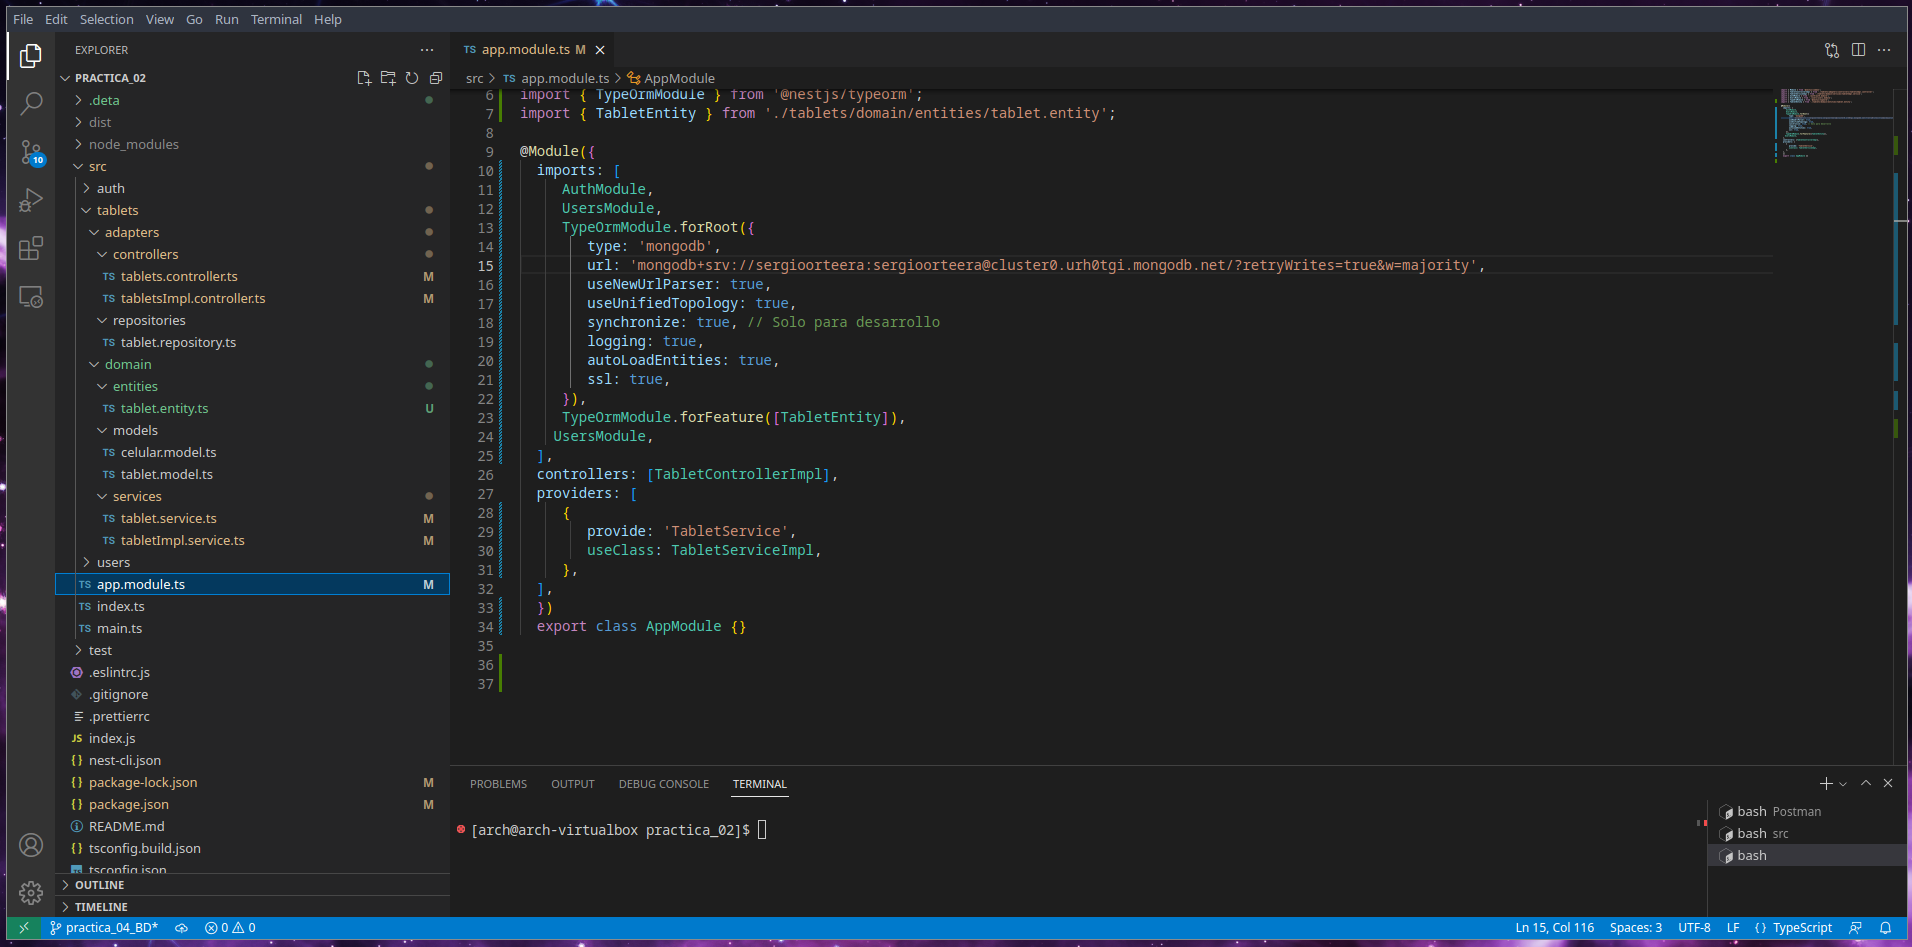 File Edit Selection View Go Run Terminal Help
EXPLORER
PRACTICA_02
.deta
dist
node_modules
src
auth
tablets
adapters
controllers
TS tablets.controller.ts M
TS tabletsImpl.controller.ts M
repositories
TS tablet.repository.ts
domain
entities
TS tablet.entity.ts U
models
TS celular.model.ts
TS tablet.model.ts
services
TS tablet.service.ts M
TS tabletImpl.service.ts M
users
TS app.module.ts M
TS index.ts
TS main.ts
test
.eslintrc.js
.gitignore
.prettierrc
JS index.js
{} nest-cli.json
{} package-lock.json M
{} package.json M
README.md
{} tsconfig.build.json
tsconfig.json
OUTLINE
TIMELINE
10
TS app.module.ts M
src > TS app.module.ts > AppModule
6 import { TypeOrmModule } from '@nestjs/typeorm';
7 import { TabletEntity } from './tablets/domain/entities/tablet.entity';
8
9 @Module({
10 imports: [
11 AuthModule,
12 UsersModule,
13 TypeOrmModule.forRoot({
14 type: 'mongodb',
15 url: 'mongodb+srv://sergioorteera:sergioorteera@cluster0.urh0tgi.mongodb.net/?retryWrites=true&w=majority',
16 useNewUrlParser: true,
17 useUnifiedTopology: true,
18 synchronize: true, // Solo para desarrollo
19 logging: true,
20 autoLoadEntities: true,
21 ssl: true,
22 }),
23 TypeOrmModule.forFeature([TabletEntity]),
24 UsersModule,
25 ],
26 controllers: [TabletControllerImpl],
27 providers: [
28 {
29 provide: 'TabletService',
30 useClass: TabletServiceImpl,
31 },
32 ],
33 })
34 export class AppModule {}
35
36
37
PROBLEMS OUTPUT DEBUG CONSOLE TERMINAL
[arch@arch-virtualbox practica_02]$
bash Postman
bash src
bash
practica_04_BD* 0 0
Ln 15, Col 116 Spaces: 3 UTF-8 LF {} TypeScript